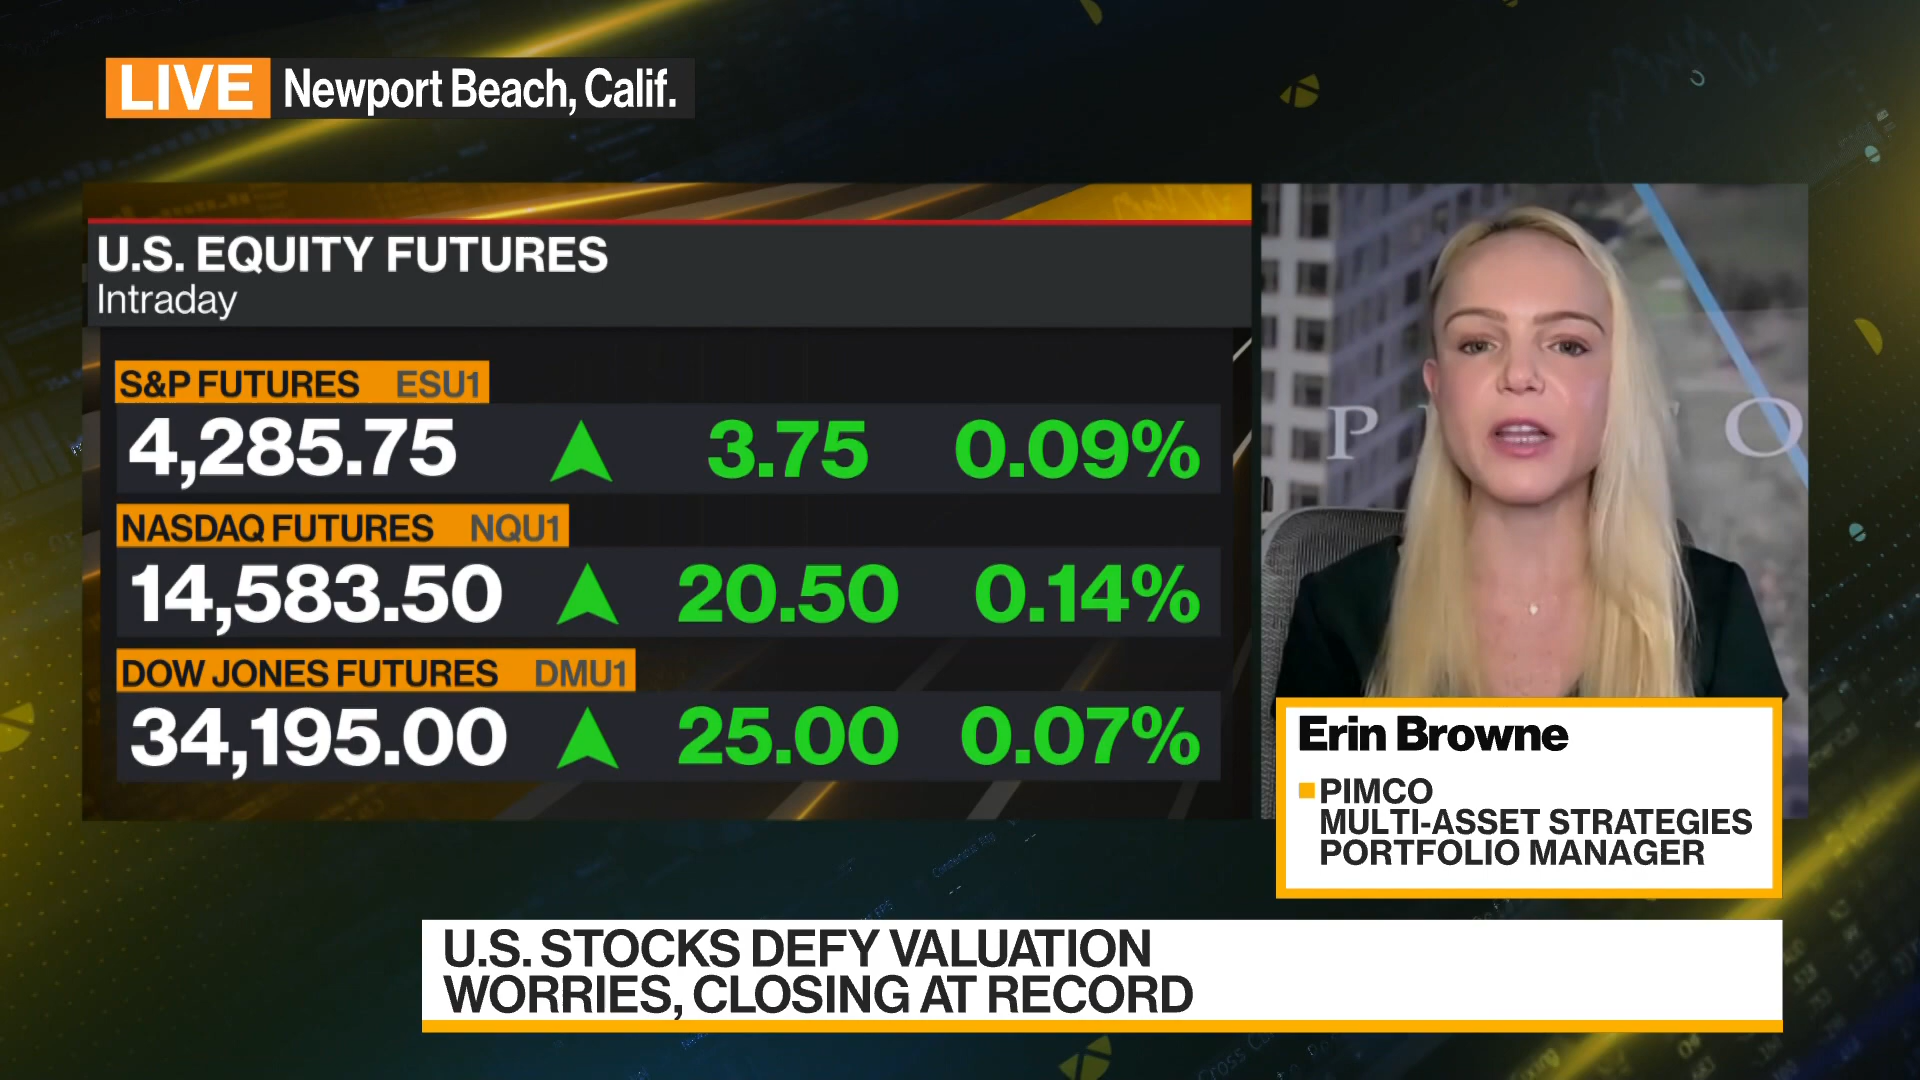 LIVE Newport Beach, Calif.
U.S. EQUITY FUTURES
Intraday
S&P FUTURES ESU1
4,285.75 3.75 0.09%
NASDAQ FUTURES NQU1
14,583.50 20.50 0.14%
DOW JONES FUTURES DMU1
34,195.00 25.00 0.07%
P O
Erin Browne
PIMCO
MULTI-ASSET STRATEGIES
PORTFOLIO MANAGER
U.S. STOCKS DEFY VALUATION
WORRIES, CLOSING AT RECORD